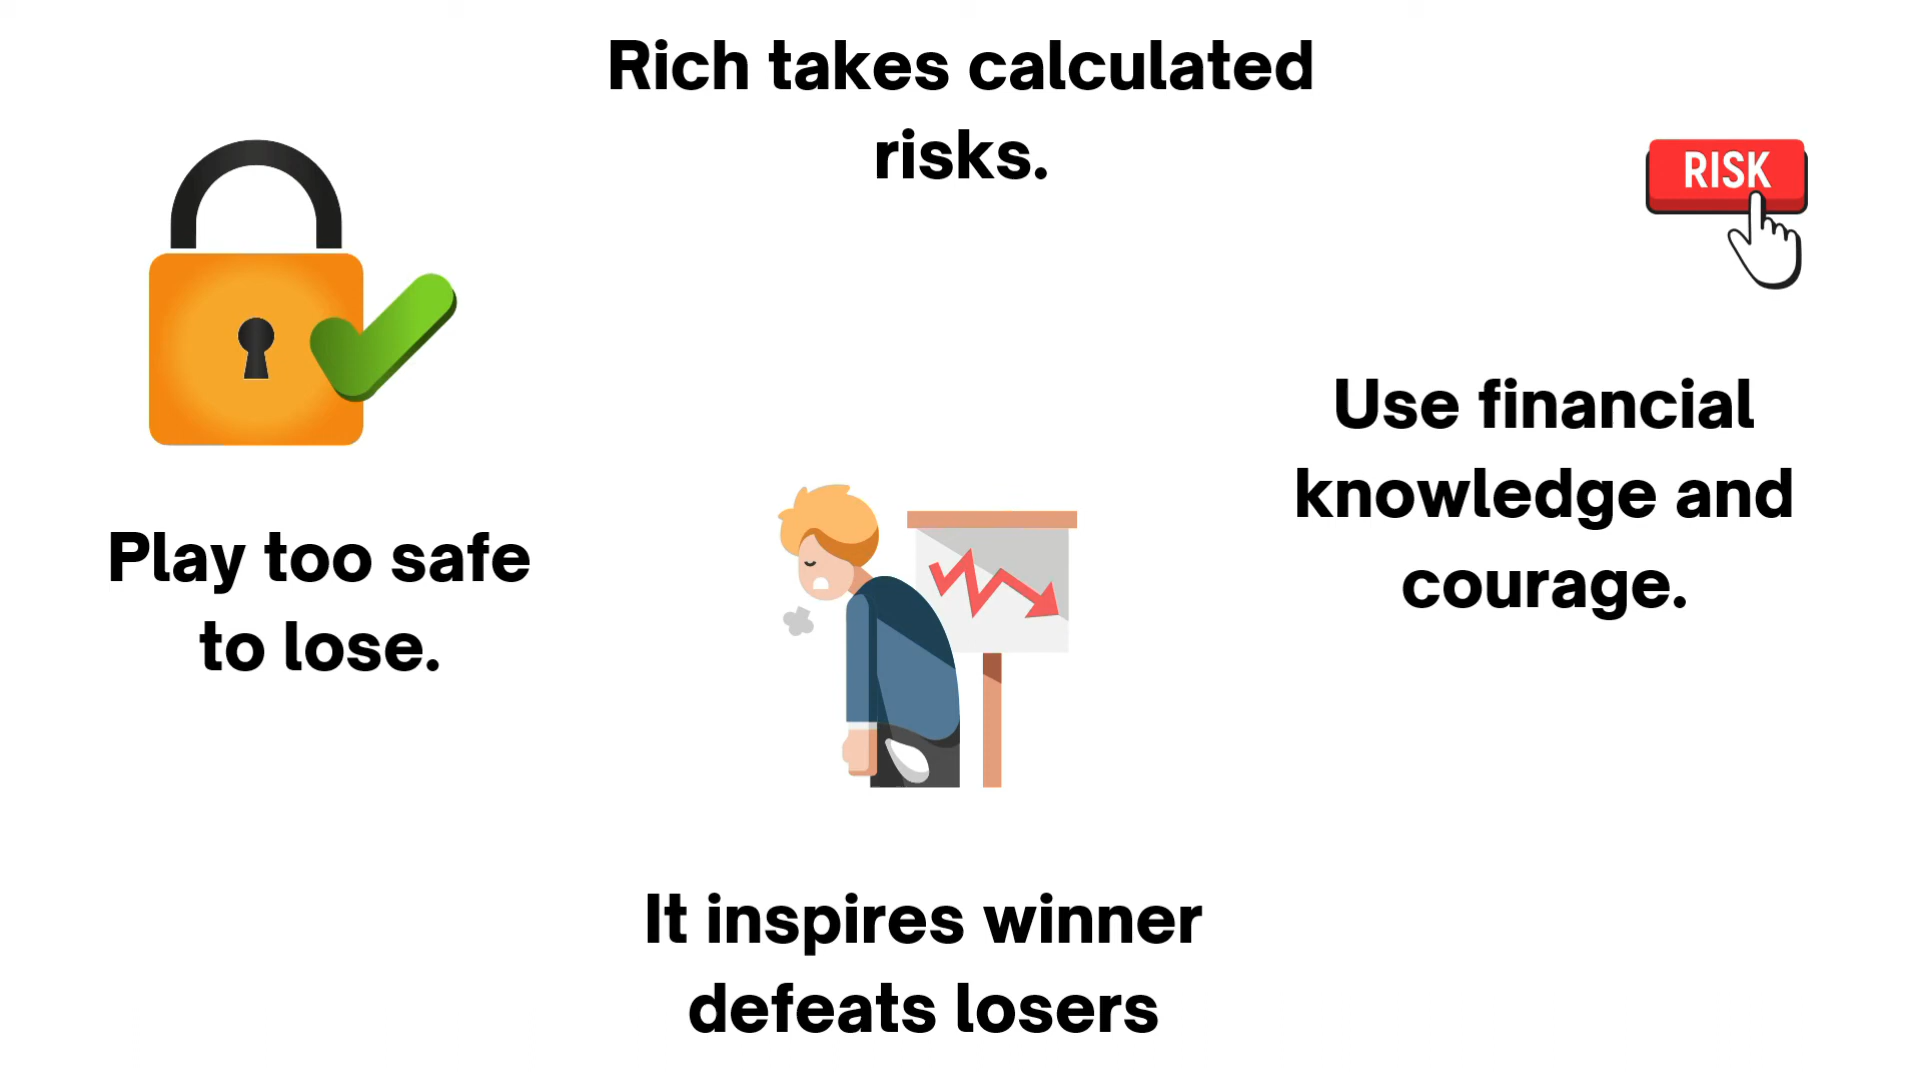 Rich takes calculated
risks.
RISK
Play too safe
to lose.
Use financial
knowledge and
courage.
It inspires winner
defeats losers